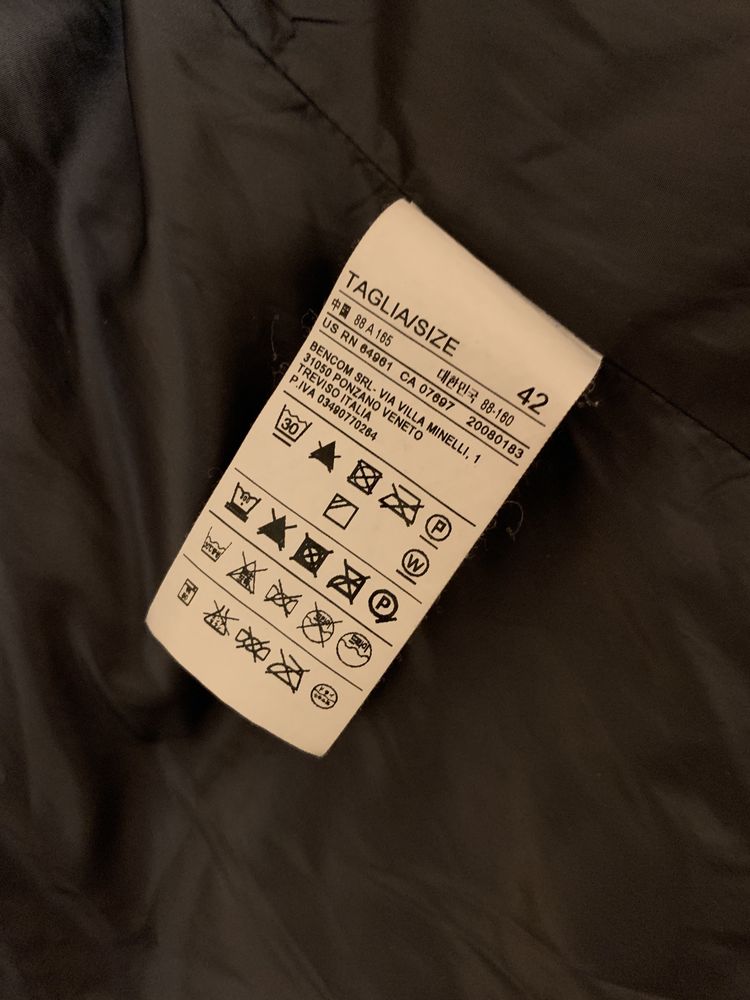 TAGLIA/SIZE 42
中国 88 A 165 대한민국 88-160
US RN 64961 CA 07697 20080183
BENCOM SRL- VIA VILLA MINELLI, 1
31050 PONZANO VENETO
TREVISO ITALIA
P.IVA 03490770264
30 P
W
P